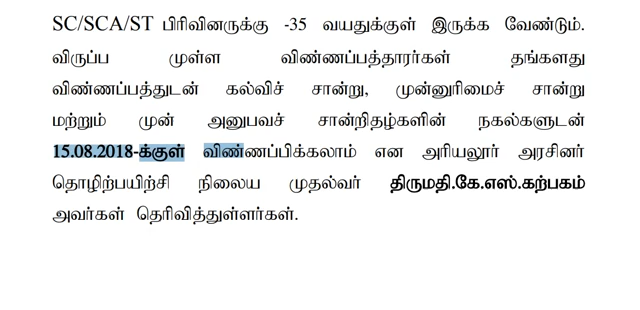 SC/SCA/ST பிரிவினருக்கு -35 வயதுக்குள் இருக்க வேண்டும்.
விருப்ப முள்ள விண்ணப்பத்தாரர்கள் தங்களது
விண்ணப்பத்துடன் கல்விச் சான்று, முன்னுரிமைச் சான்று
மற்றும் முன் அனுபவச் சான்றிதழ்களின் நகல்களுடன்
15.08.2018-க்குள் விண்ணப்பிக்கலாம் என அரியலூர் அரசினர்
தொழிற்பயிற்சி நிலைய முதல்வர் திருமதி.கே.எஸ்.கற்பகம்
அவர்கள் தெரிவித்துள்ளர்கள்.